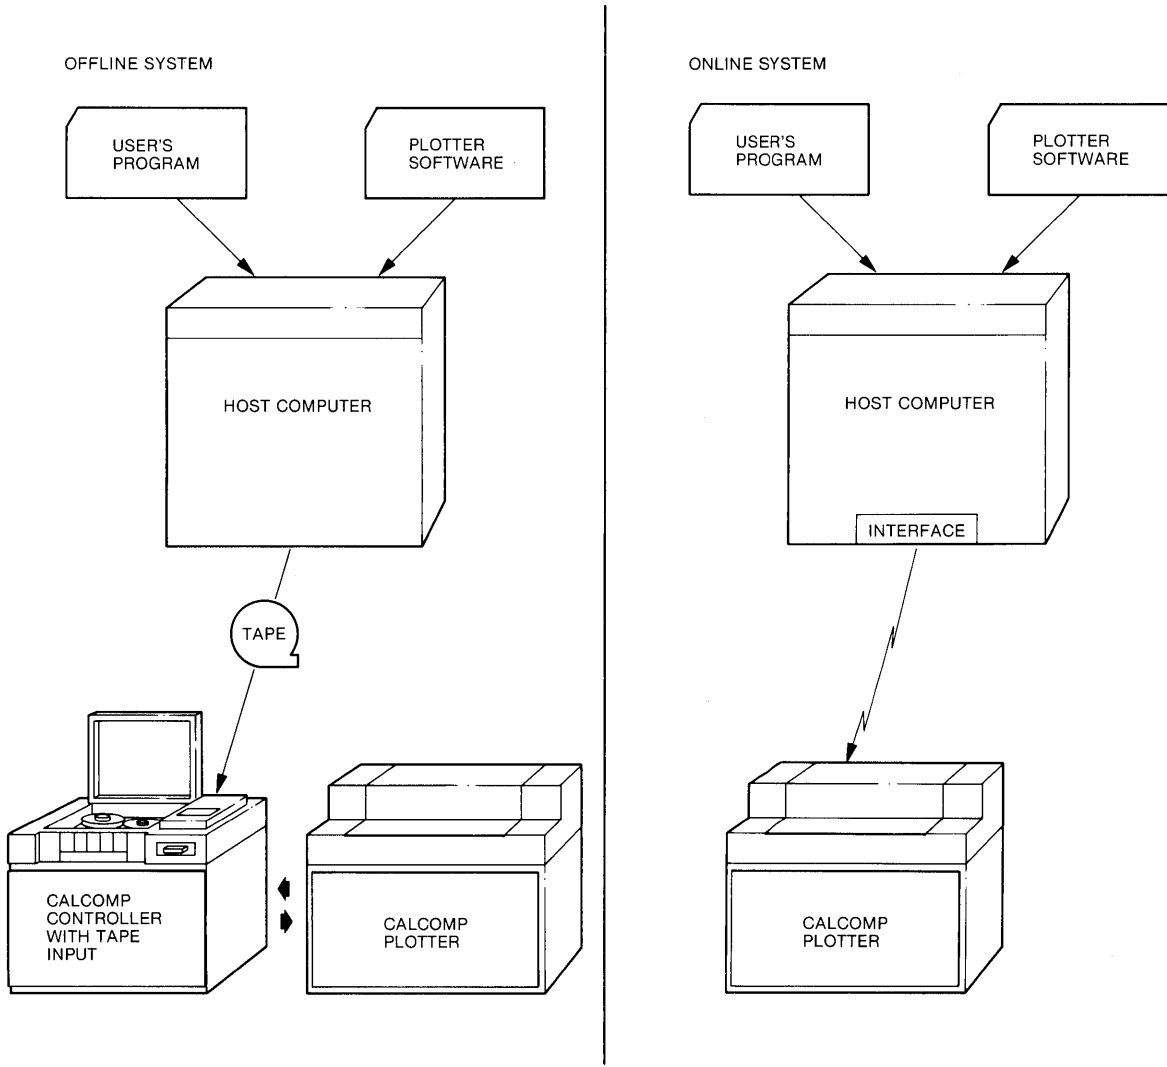 OFFLINE SYSTEM
USER'S
PROGRAM
PLOTTER
SOFTWARE
HOST COMPUTER
TAPE
CALCOMP
CONTROLLER
WITH TAPE
INPUT
CALCOMP
PLOTTER
ONLINE SYSTEM
USER'S
PROGRAM
PLOTTER
SOFTWARE
HOST COMPUTER
INTERFACE
CALCOMP
PLOTTER